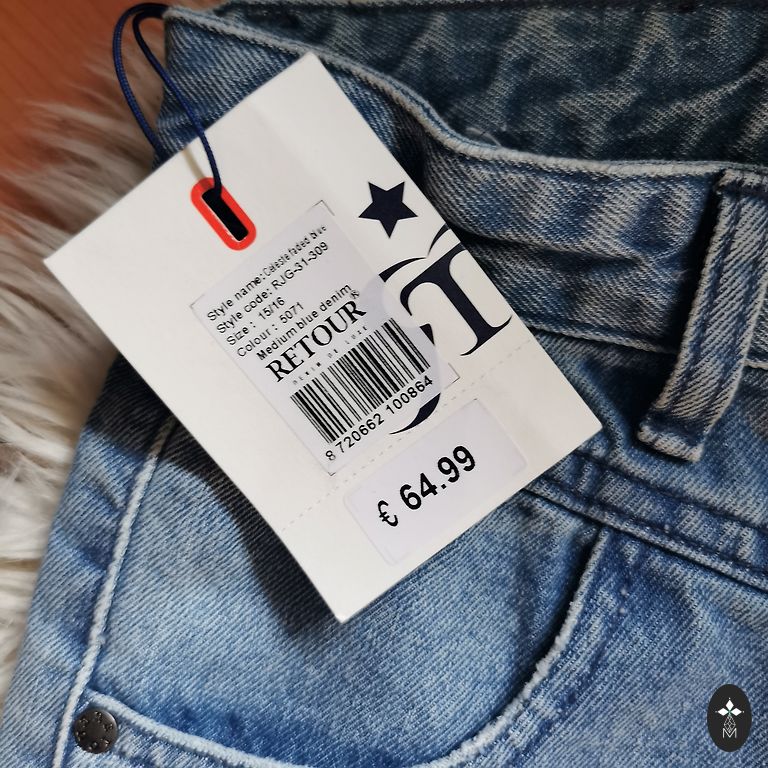 Style name: Celeste faded blue
Style code: RJG-31-309
Size: 15/16
Colour: 5071
Medium blue denim
RETOUR®
DENIM DE LUXE
8 720662 100864
€ 64.99
T
M